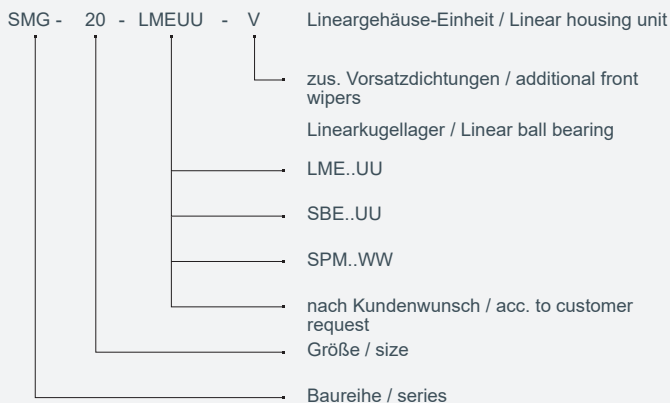 SMG - 20 - LMEUU - V Lineargehäuse-Einheit / Linear housing unit
zus. Vorsatzdichtungen / additional front
wipers
Linearkugellager / Linear ball bearing
LME..UU
SBE..UU
SPM..WW
nach Kundenwunsch / acc. to customer
request
Größe / size
Baureihe / series